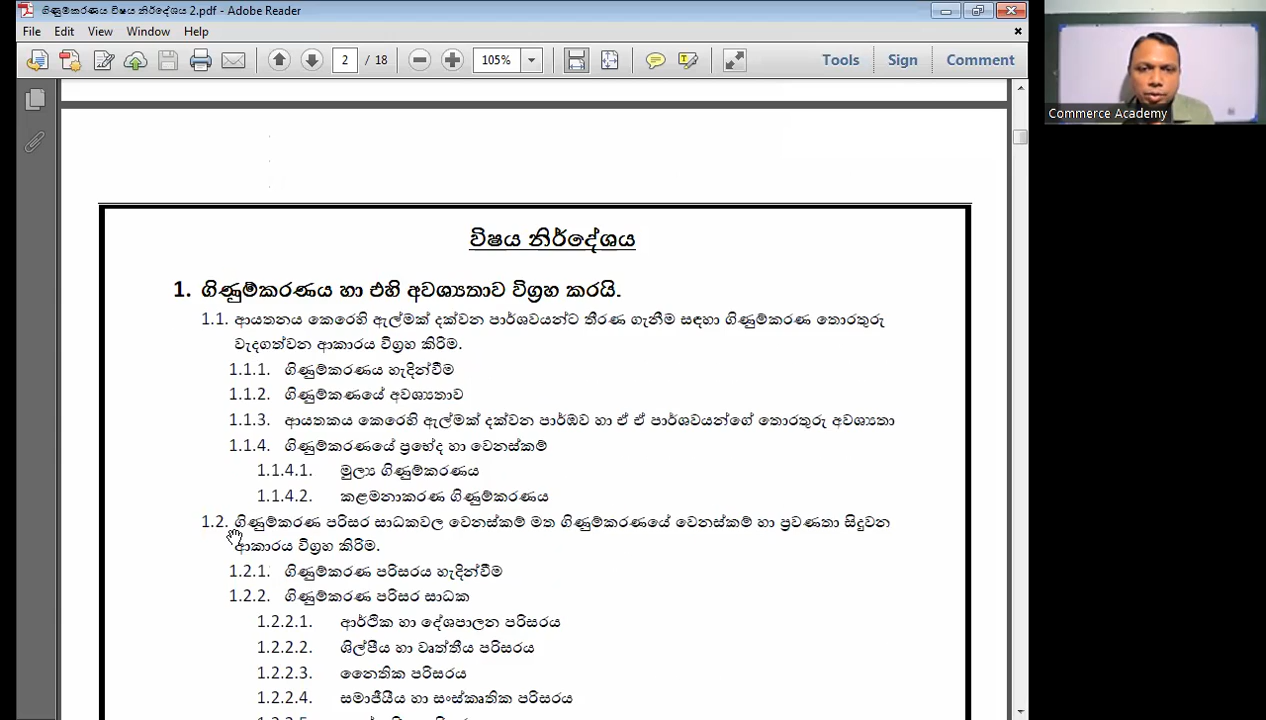 ගිණුම්කරණය විෂය නිර්දේශය 2.pdf - Adobe Reader
File Edit View Window Help
2 / 18 105% Tools Sign Comment
Commerce Academy
විෂය නිර්දේශය
1. ගිණුම්කරණය හා එහි අවශ්‍යතාව විග්‍රහ කරයි.
1.1. ආයතනය කෙරෙහි ඇල්මක් දක්වන පාර්ශවයන්ට තීරණ ගැනීම සඳහා ගිණුම්කරණ තොරතුරු
වැදගත්වන ආකාරය විග්‍රහ කිරීම.
1.1.1. ගිණුම්කරණය හැඳින්වීම
1.1.2. ගිණුම්කණයේ අවශ්‍යතාව
1.1.3. ආයතකය කෙරෙහි ඇල්මක් දක්වන පාර්ඹව හා ඒ ඒ පාර්ශවයන්ගේ තොරතුරු අවශ්‍යතා
1.1.4. ගිණුම්කරණයේ ප්‍රභේද හා වෙනස්කම්
1.1.4.1. මුල්‍ය ගිණුම්කරණය
1.1.4.2. කළමනාකරණ ගිණුම්කරණය
1.2. ගිණුම්කරණ පරිසර සාධකවල වෙනස්කම් මත ගිණුම්කරණයේ වෙනස්කම් හා ප්‍රවණතා සිදුවන
ආකාරය විග්‍රහ කිරීම.
1.2.1. ගිණුම්කරණ පරිසරය හැඳින්වීම
1.2.2. ගිණුම්කරණ පරිසර සාධක
1.2.2.1. ආර්ථික හා දේශපාලන පරිසරය
1.2.2.2. ශිල්පීය හා වෘත්තීය පරිසරය
1.2.2.3. නෛතික පරිසරය
1.2.2.4. සමාජීයීය හා සංස්කෘතික පරිසරය